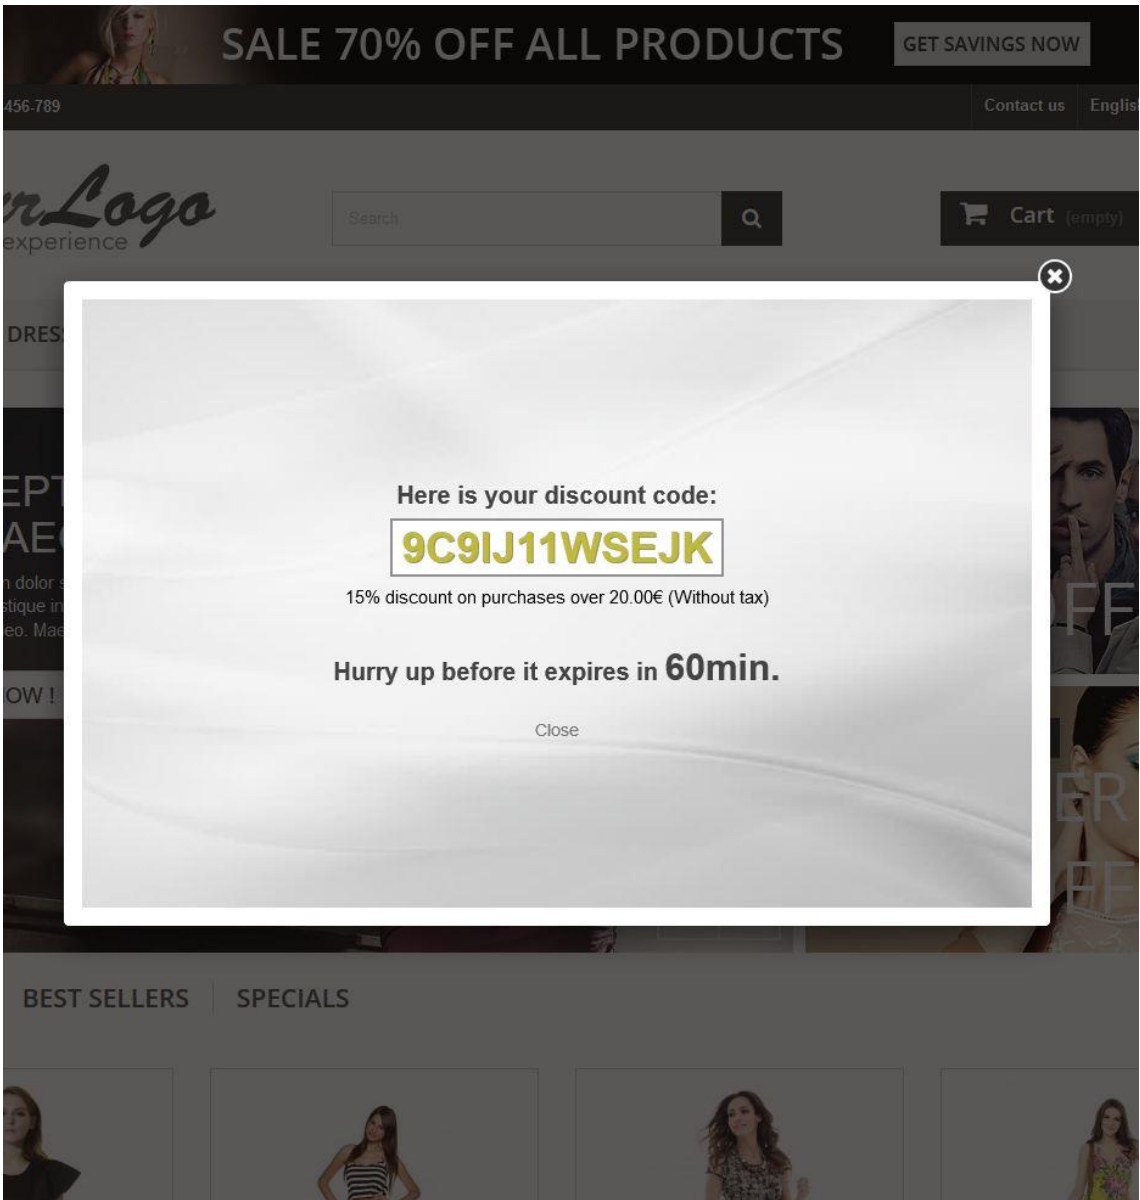 SALE 70% OFF ALL PRODUCTS
GET SAVINGS NOW
456-789
Contact us
Logo
experience
Search
Cart (empty)
Here is your discount code:
9C9IJ11WSEJK
15% discount on purchases over 20.00€ (Without tax)
Hurry up before it expires in 60min.
Close
BEST SELLERS
SPECIALS